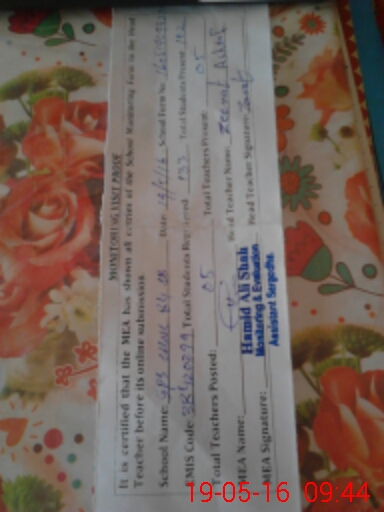 MONITORING VISIT PROOF
It is certified that the MEA has shown all entries of the School Monitoring Form to the Head
Teacher before its online submission.
School Name: GPS Date: 19/5/16 School Form No:
EMIS Code: Total Students Registered: 137 Total Students Present:
Total Teachers Posted: 05 Total Teachers Present: 05
MEA Name: Head Teacher Name: Zeenat
MEA Signature: Head Teacher Signature:
Hamid Ali Shah
Monitoring & Evaluation
Assistant Sargodha.
19-05-16 09:44